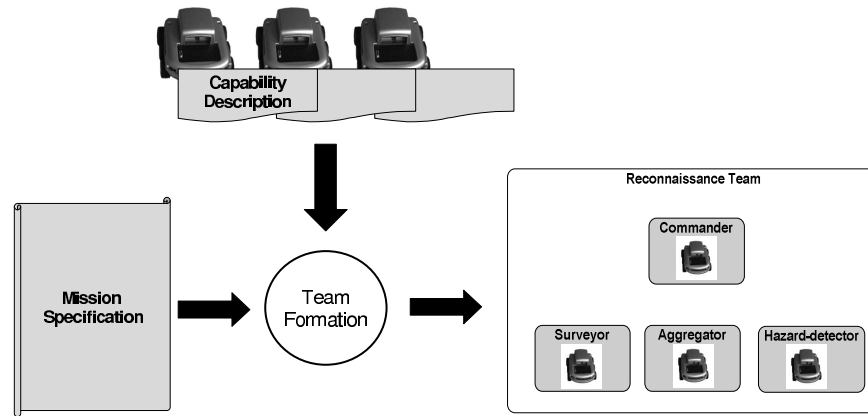 Capability
Description
Reconnaissance Team
Commander
Mission
Specification
Team
Formation
Surveyor
Aggregator
Hazard-detector